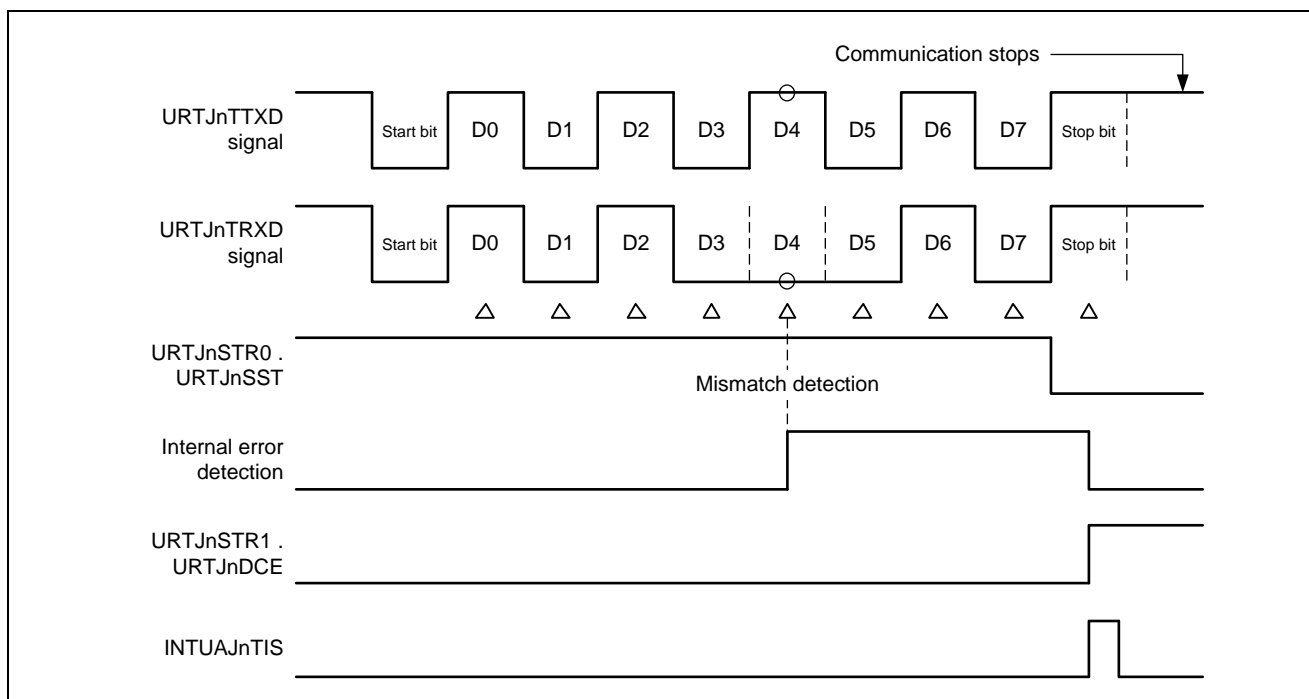 Communication stops
URTJnTTXD
signal
Start bit D0 D1 D2 D3 D4 D5 D6 D7 Stop bit
URTJnTRXD
signal
Start bit D0 D1 D2 D3 D4 D5 D6 D7 Stop bit
URTJnSTR0 .
URTJnSST
Mismatch detection
Internal error
detection
URTJnSTR1 .
URTJnDCE
INTUAJnTIS